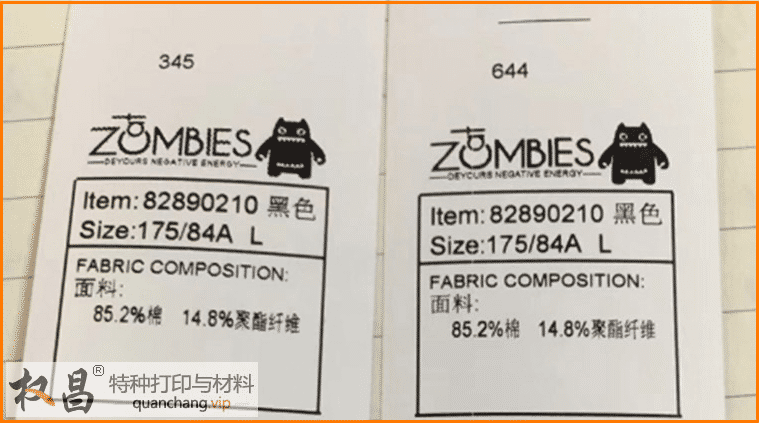 345
ZOMBIES
DEVOURS NEGATIVE ENERGY
Item: 82890210 黑色
Size:175/84A L
FABRIC COMPOSITION:
面料:
85.2%棉 14.8%聚酯纤维
644
ZOMBIES
DEVOURS NEGATIVE ENERGY
Item: 82890210 黑色
Size:175/84A L
FABRIC COMPOSITION:
面料:
85.2%棉 14.8%聚酯纤维
权昌® 特种打印与材料
quanchang.vip